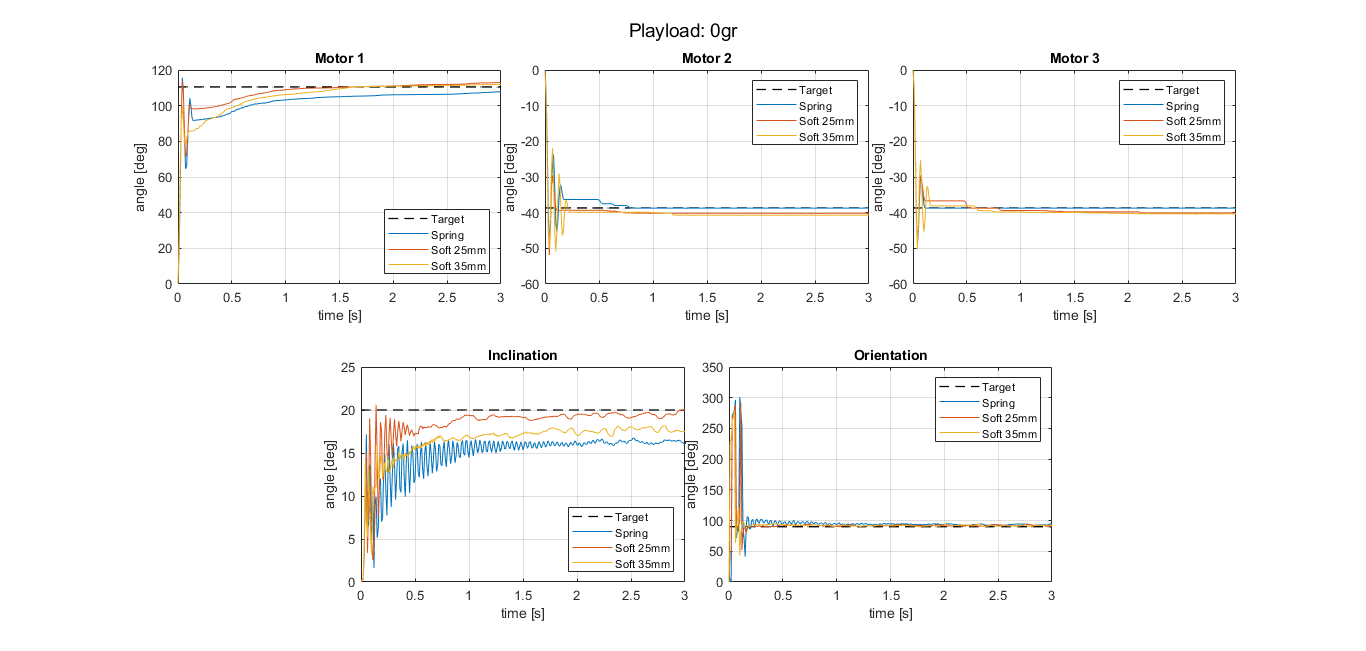 Playload: 0gr
Motor 1
120
100
80
60
40
20
0
angle [deg]
0 0.5 1 1.5 2 2.5 3
time [s]
Target
Spring
Soft 25mm
Soft 35mm
Motor 2
0
-10
-20
-30
-40
-50
-60
angle [deg]
0 0.5 1 1.5 2 2.5 3
time [s]
Target
Spring
Soft 25mm
Soft 35mm
Motor 3
0
-10
-20
-30
-40
-50
-60
angle [deg]
0 0.5 1 1.5 2 2.5 3
time [s]
Target
Spring
Soft 25mm
Soft 35mm
Inclination
25
20
15
10
5
0
angle [deg]
0 0.5 1 1.5 2 2.5 3
time [s]
Target
Spring
Soft 25mm
Soft 35mm
Orientation
350
300
250
200
150
100
50
0
angle [deg]
0 0.5 1 1.5 2 2.5 3
time [s]
Target
Spring
Soft 25mm
Soft 35mm